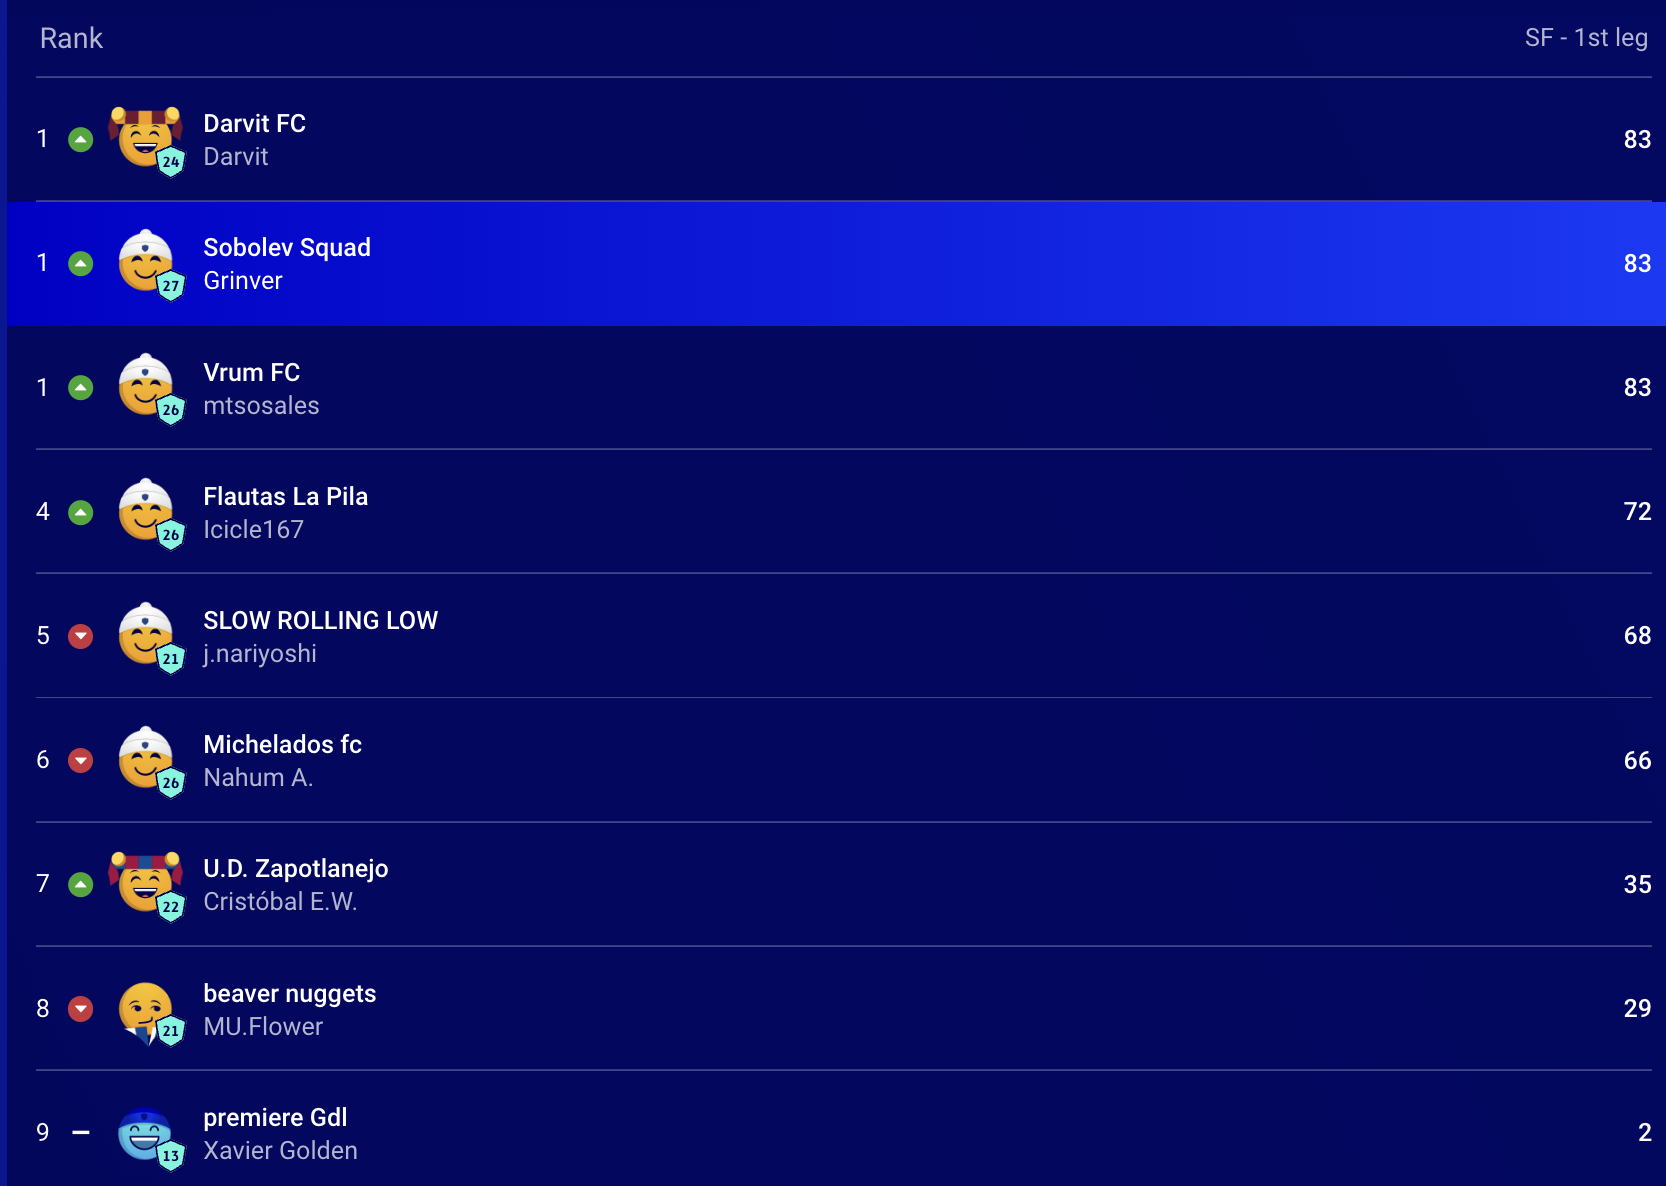 Rank
SF - 1st leg
1
24
Darvit FC
Darvit
83
1
27
Sobolev Squad
Grinver
83
1
26
Vrum FC
mtsosales
83
4
26
Flautas La Pila
Icicle167
72
5
21
SLOW ROLLING LOW
j.nariyoshi
68
6
26
Michelados fc
Nahum A.
66
7
22
U.D. Zapotlanejo
Cristóbal E.W.
35
8
21
beaver nuggets
MU.Flower
29
9
13
premiere Gdl
Xavier Golden
2